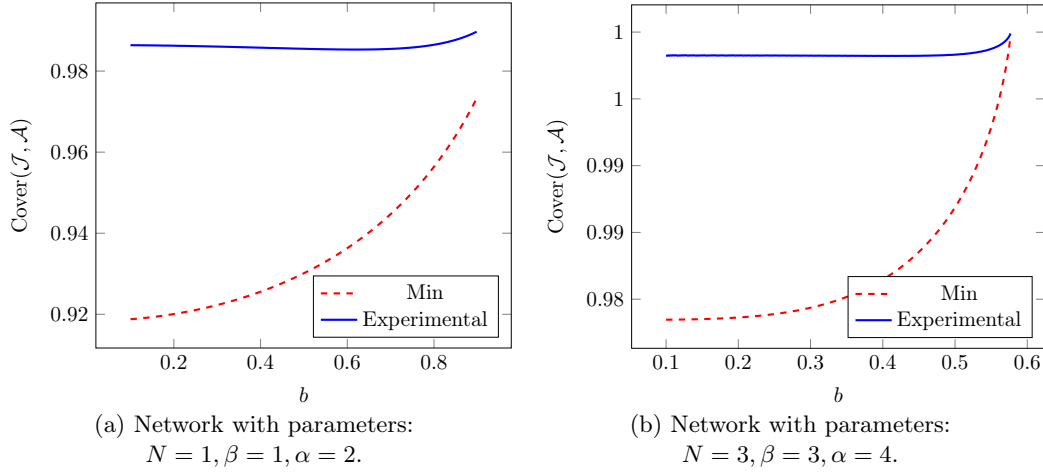 0.98
0.96
0.94
0.92
Cover(𝒥, 𝒜)
Min
Experimental
0.2 0.4 0.6 0.8
b
(a) Network with parameters:
N = 1, β = 1, α = 2.
1
1
0.99
0.99
0.98
Cover(𝒥, 𝒜)
Min
Experimental
0.1 0.2 0.3 0.4 0.5 0.6
b
(b) Network with parameters:
N = 3, β = 3, α = 4.